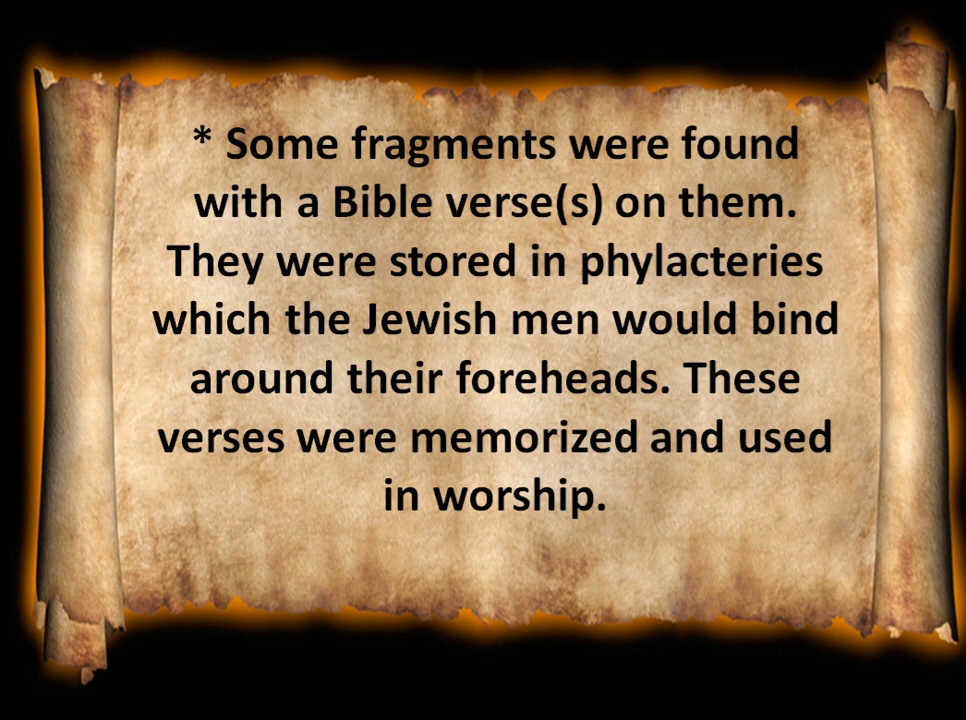 * Some fragments were found
with a Bible verse(s) on them.
They were stored in phylacteries
which the Jewish men would bind
around their foreheads. These
verses were memorized and used
in worship.